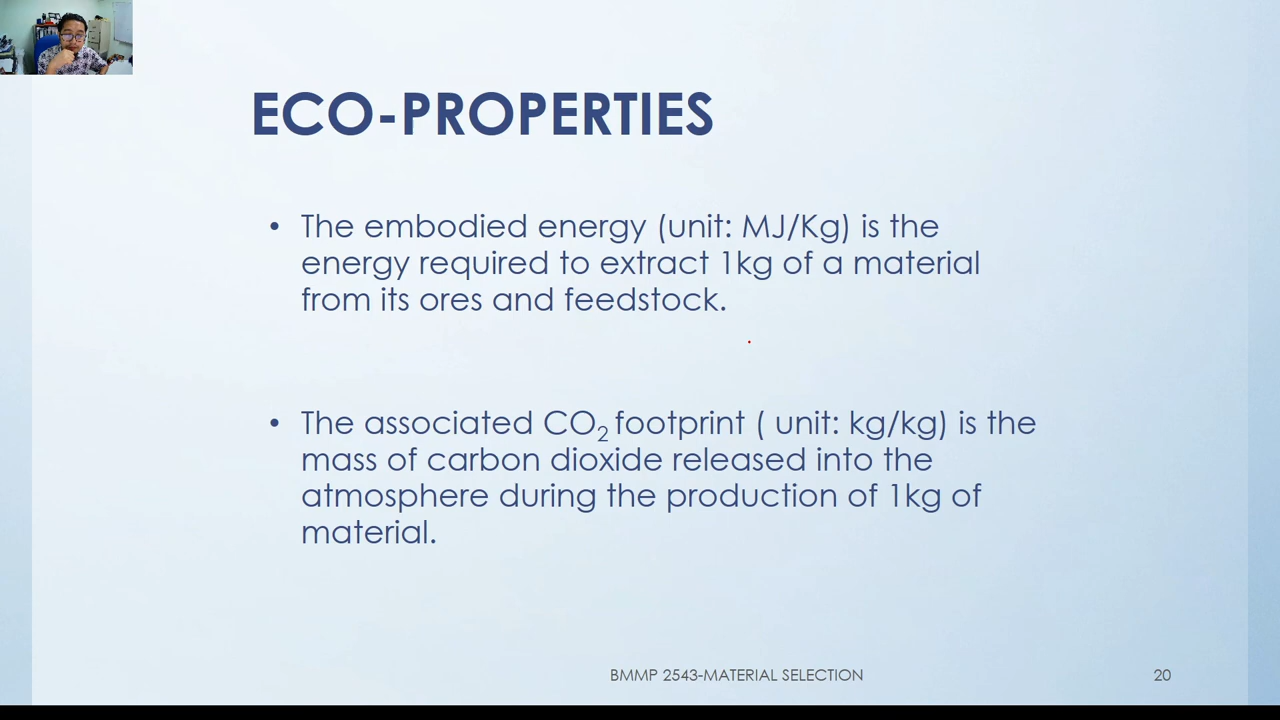 ECO-PROPERTIES
• The embodied energy (unit: MJ/Kg) is the
energy required to extract 1kg of a material
from its ores and feedstock.
• The associated CO₂ footprint ( unit: kg/kg) is the
mass of carbon dioxide released into the
atmosphere during the production of 1kg of
material.
BMMP 2543-MATERIAL SELECTION
20